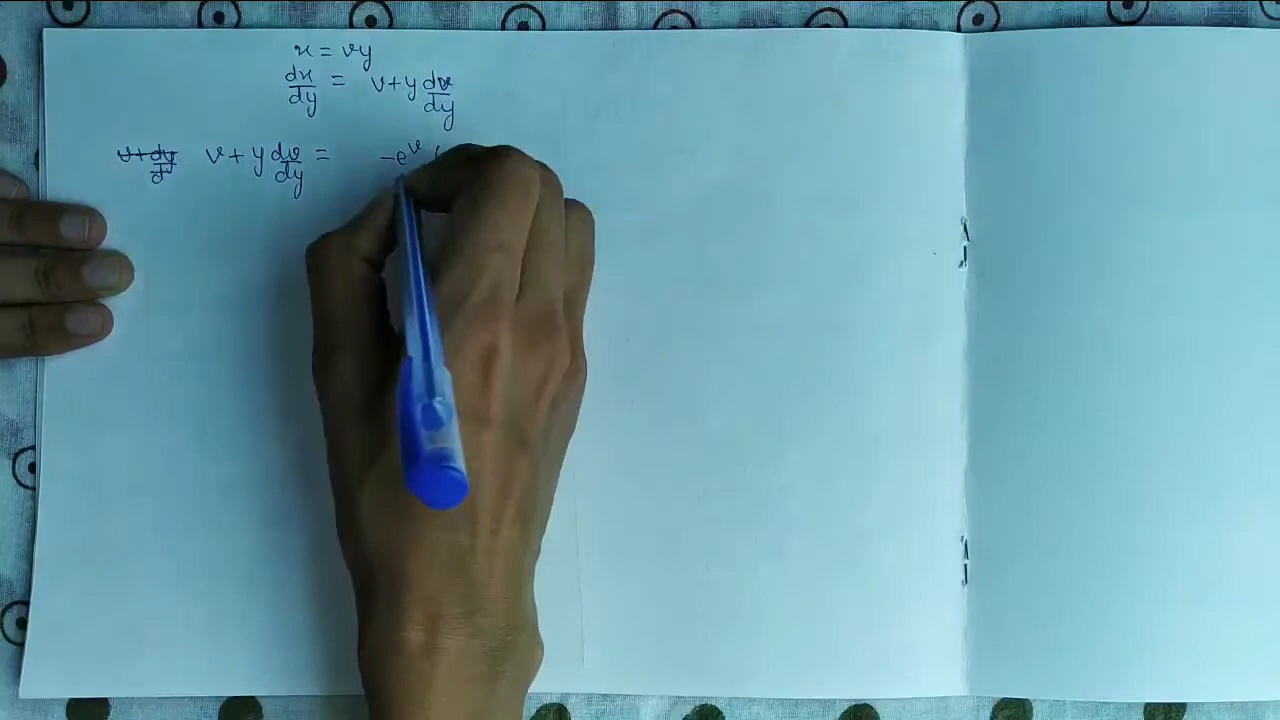 x = vy
dx/dy = v + y dv/dy
v + y dv/dy = -e^v (